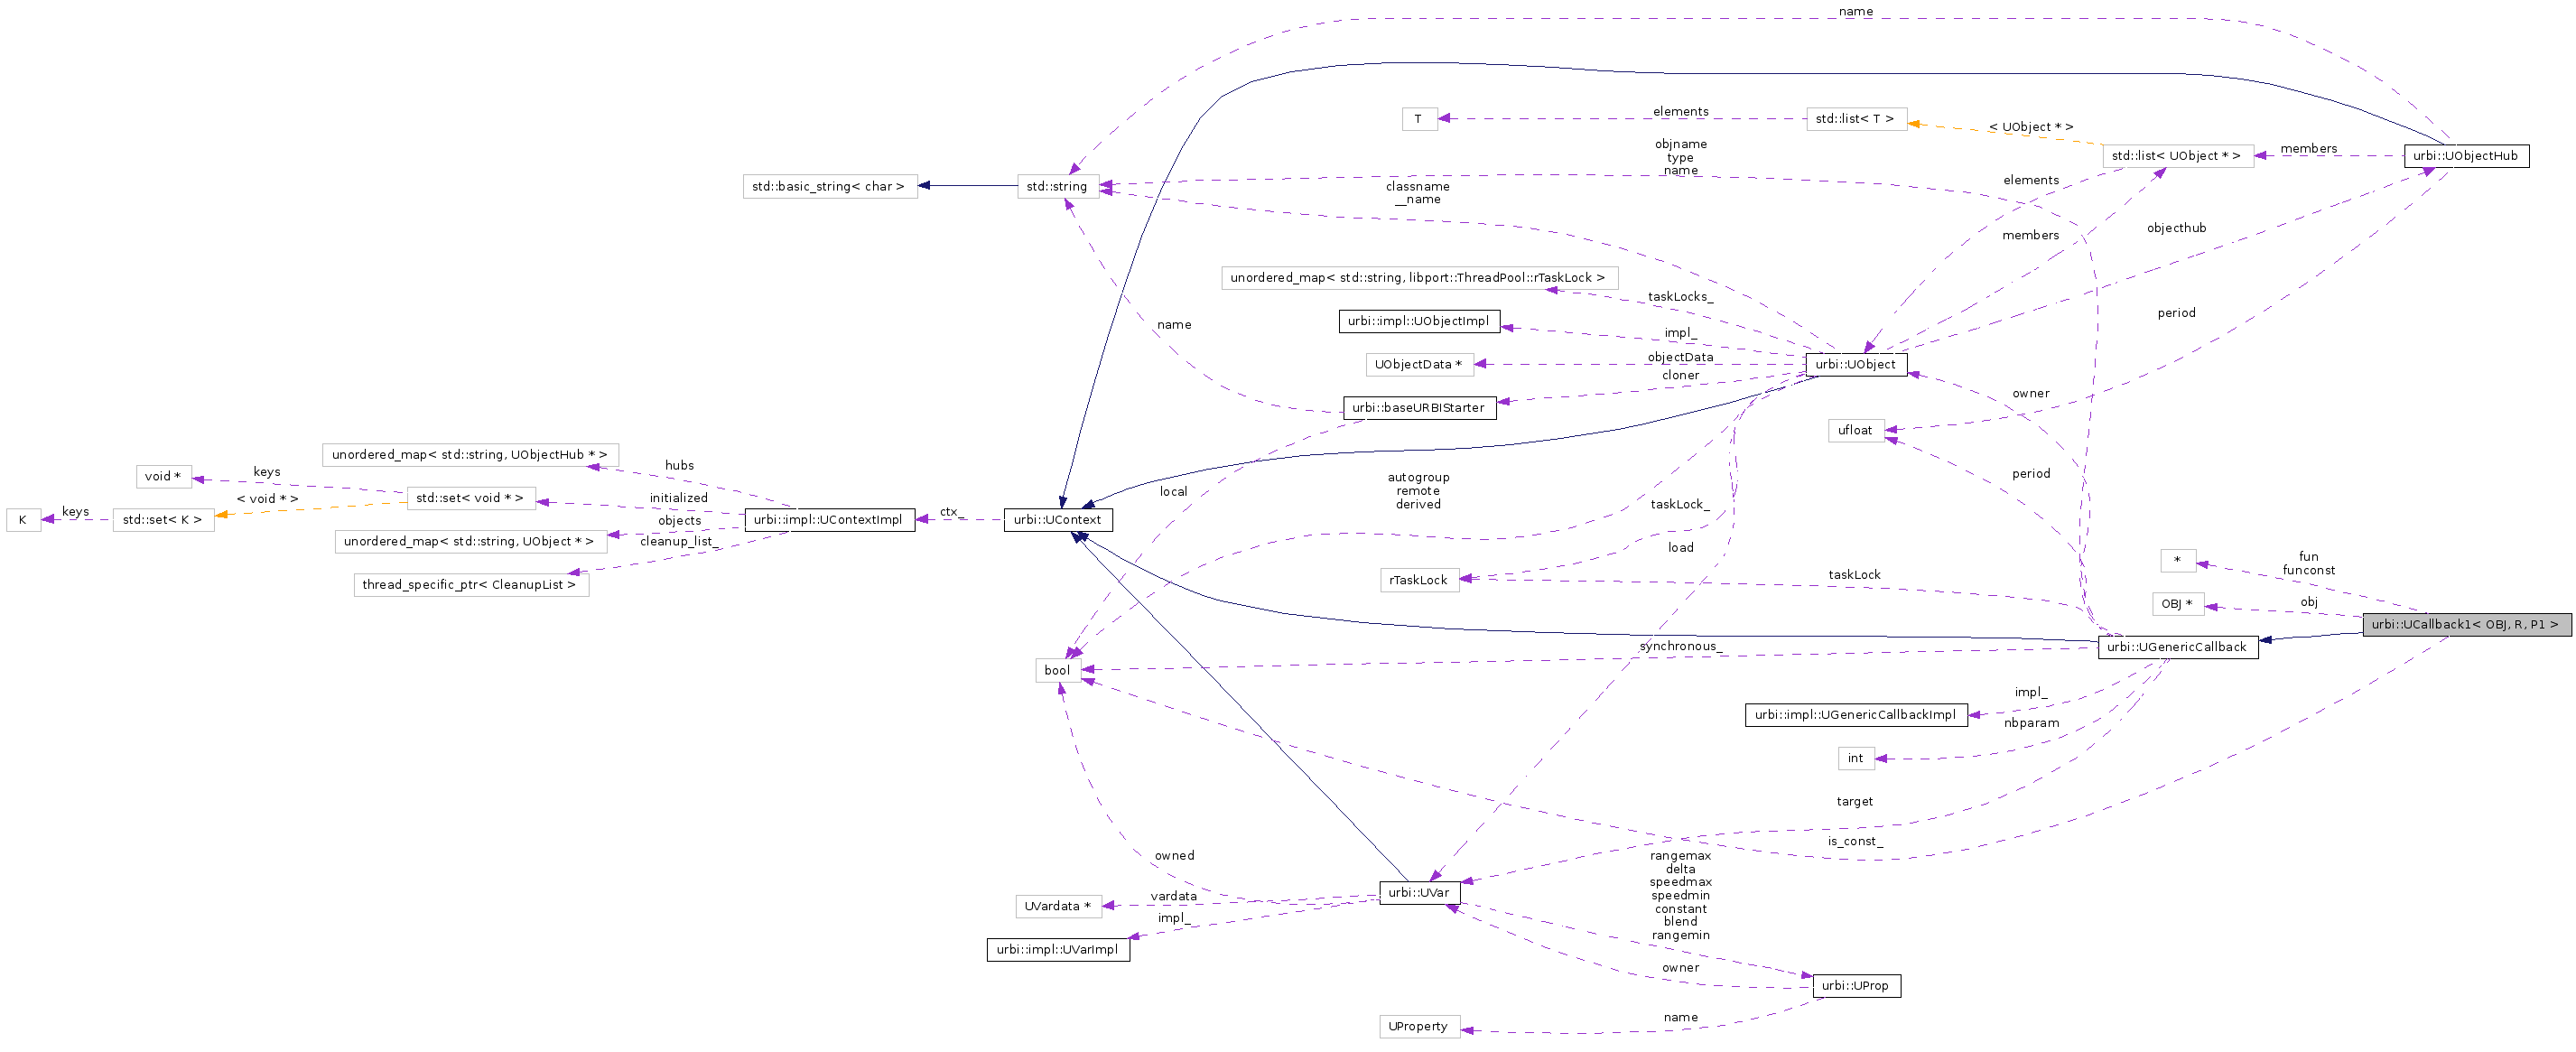 name
T
elements
std::list< T >
< UObject * >
objname
type
name
std::list< UObject * >
members
urbi::UObjectHub
std::basic_string< char >
std::string
classname
__name
elements
members
objecthub
unordered_map< std::string, libport::ThreadPool::rTaskLock >
taskLocks_
urbi::impl::UObjectImpl
impl_
name
period
UObjectData *
objectData
urbi::UObject
cloner
urbi::baseURBIStarter
owner
ufloat
unordered_map< std::string, UObjectHub * >
hubs
void *
keys
< void * >
std::set< void * >
initialized
local
autogroup
remote
derived
period
taskLock_
K
keys
std::set< K >
objects
urbi::impl::UContextImpl
ctx_
urbi::UContext
unordered_map< std::string, UObject * >
cleanup_list_
load
thread_specific_ptr< CleanupList >
rTaskLock
taskLock
*
fun
funconst
OBJ *
obj
urbi::UCallback1< OBJ, R, P1 >
synchronous_
urbi::UGenericCallback
bool
impl_
urbi::impl::UGenericCallbackImpl
nbparam
int
target
is_const_
owned
rangemax
delta
speedmax
speedmin
constant
blend
rangemin
urbi::UVar
vardata
UVardata *
impl_
urbi::impl::UVarImpl
owner
urbi::UProp
name
UProperty